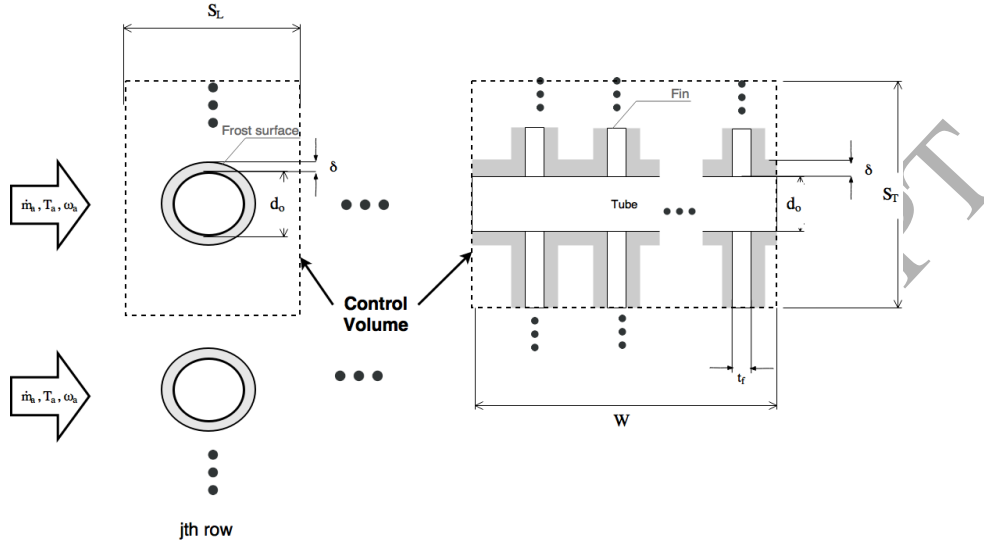 S_L
Frost surface
δ
d_o
ṁ_a , T_a , ω_a
Control
Volume
ṁ_a , T_a , ω_a
jth row
Fin
δ
S_T
Tube
d_o
t_f
W
PT